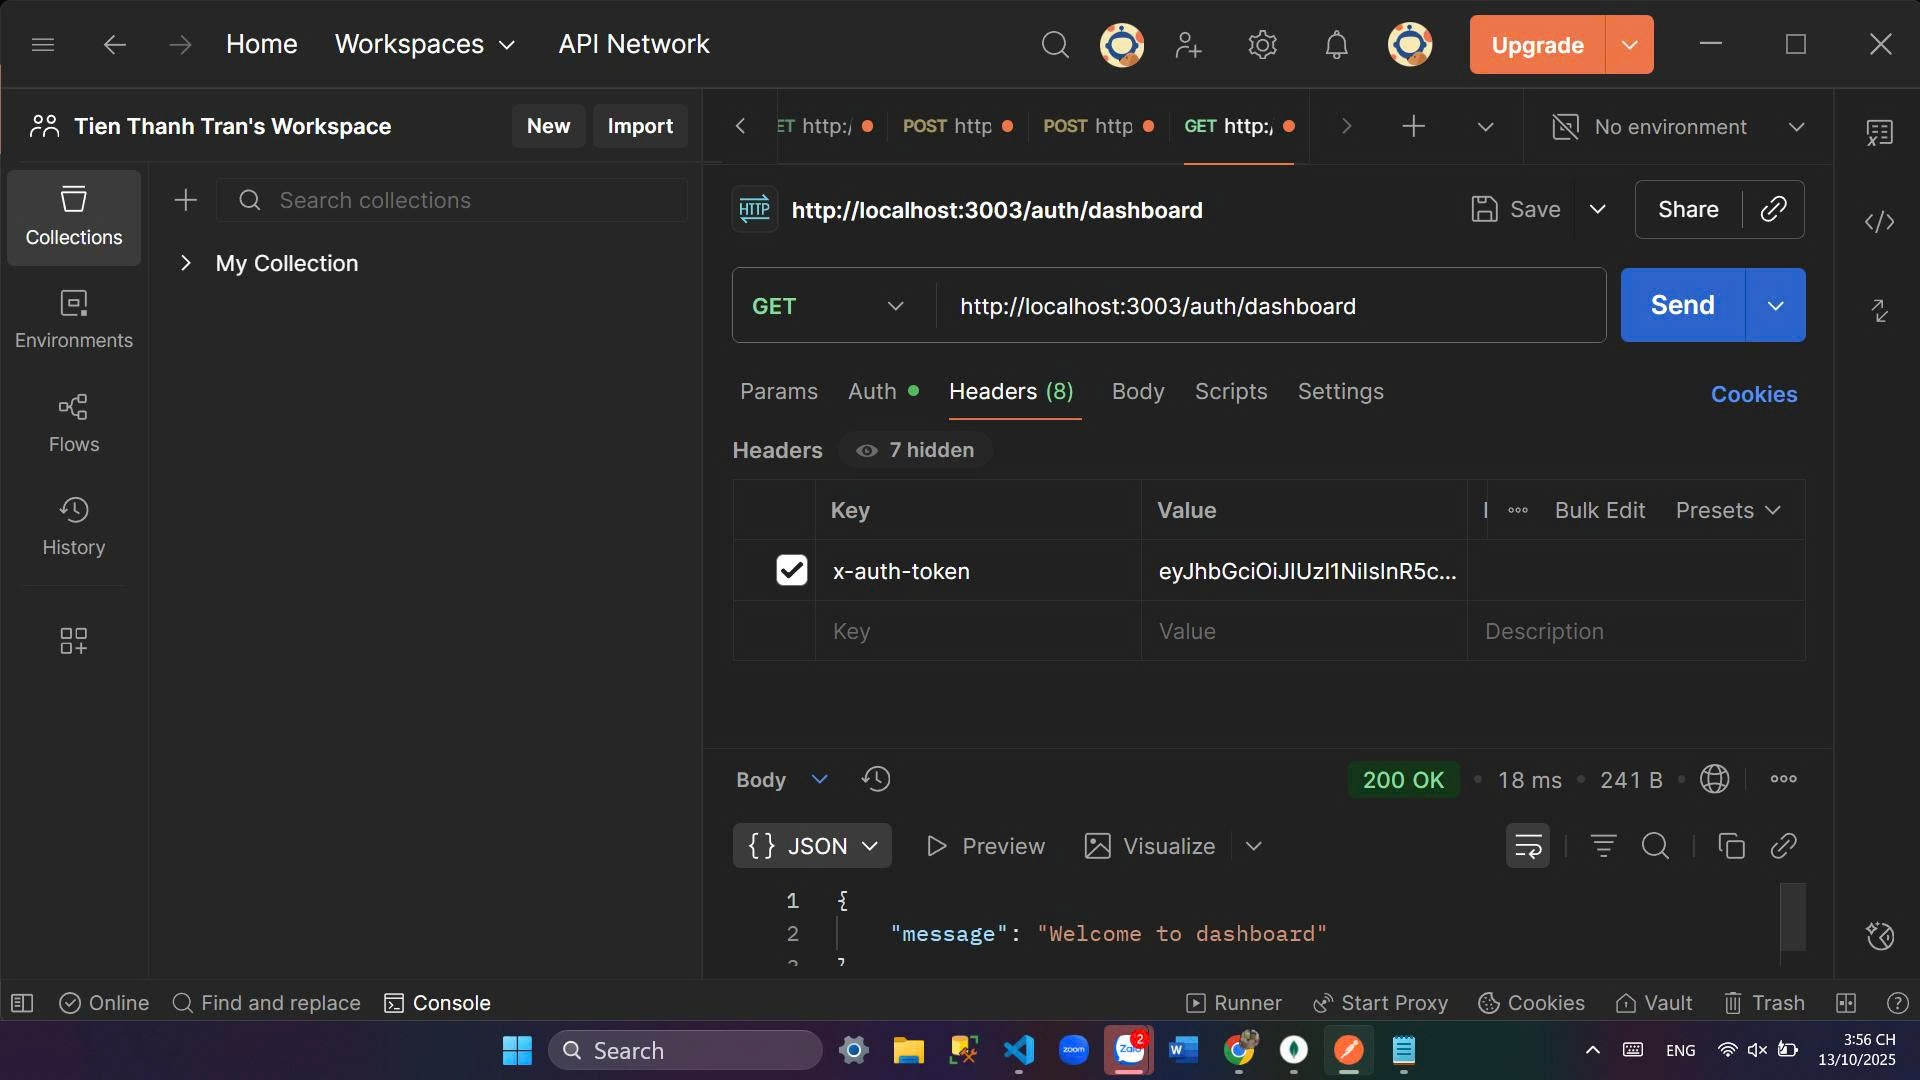 Home Workspaces API Network Upgrade
Tien Thanh Tran's Workspace New Import
ET http:/ POST http POST http GET http:/ No environment
Collections
Search collections
My Collection
Environments
Flows
History
HTTP http://localhost:3003/auth/dashboard Save Share
GET http://localhost:3003/auth/dashboard Send
Params Auth Headers (8) Body Scripts Settings Cookies
Headers 7 hidden
Key Value Bulk Edit Presets
x-auth-token eyJhbGciOiJIUzI1NiIsInR5c...
Key Value Description
Body 200 OK 18 ms 241 B
{} JSON Preview Visualize
1 {
2 "message": "Welcome to dashboard"
Online Find and replace Console Runner Start Proxy Cookies Vault Trash
Search zoom Zalo 2 W ENG 3:56 CH
13/10/2025